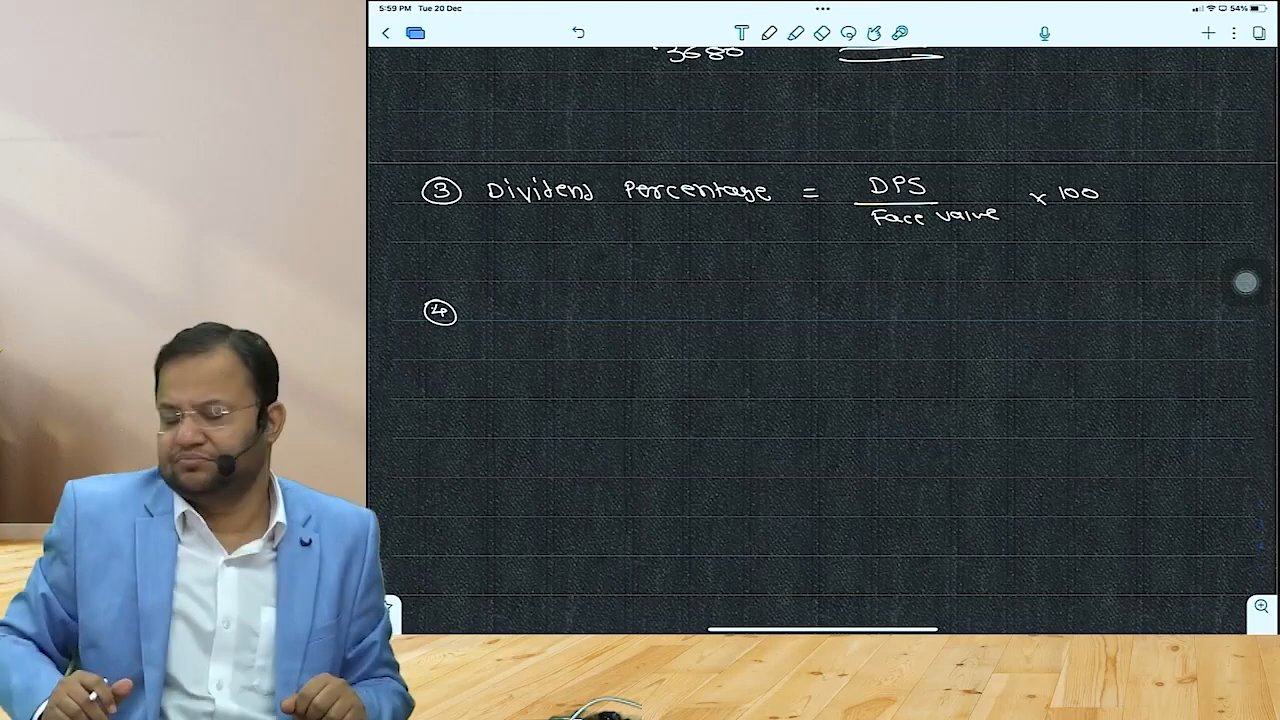 5:59 PM Tue 20 Dec
54%
3680
③ Dividend Percentage = DPS / Face value × 100
④